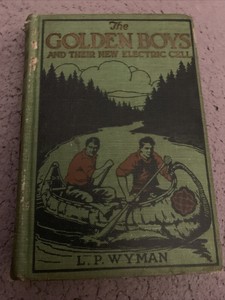 The
GOLDEN BOYS
AND THEIR NEW ELECTRIC CELL
L. P. WYMAN